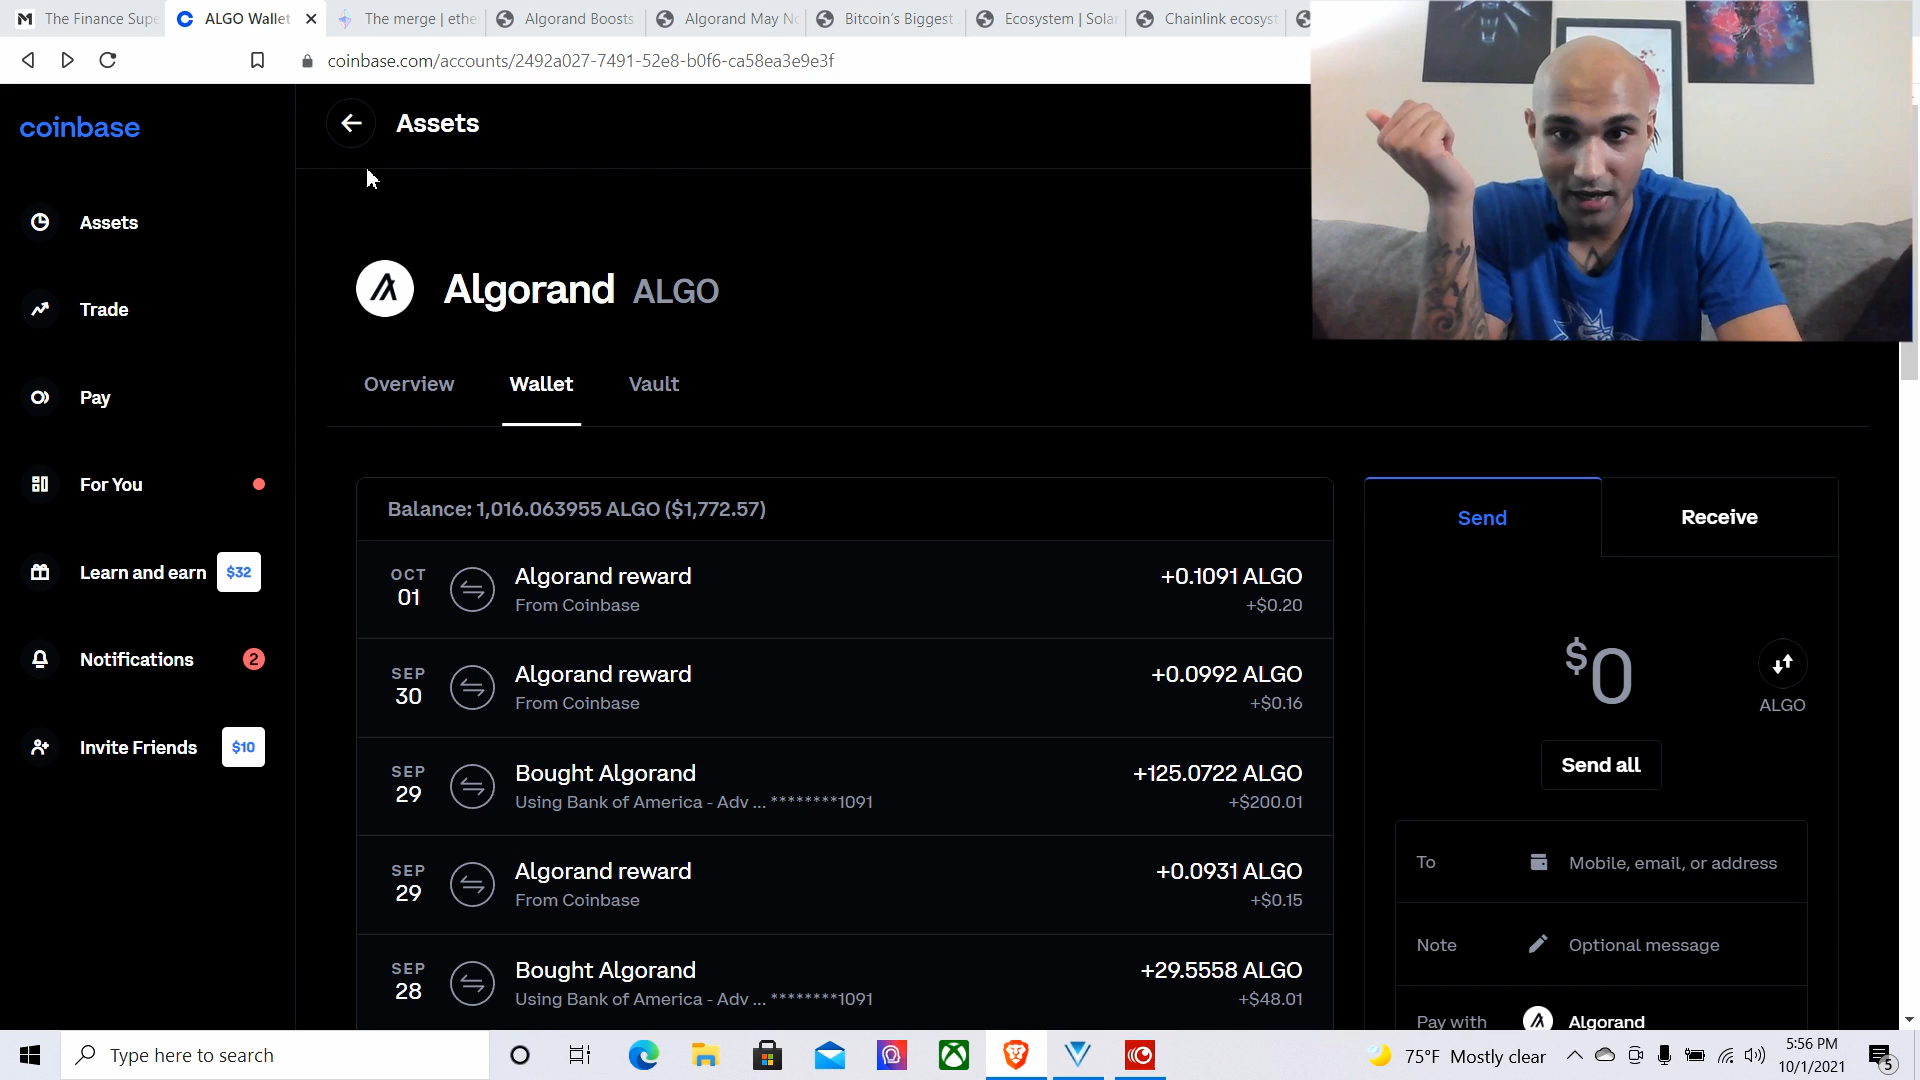 The Finance Supe
ALGO Wallet
The merge | ethe
Algorand Boosts
Algorand May No
Bitcoin's Biggest
Ecosystem | Solar
Chainlink ecosyst
coinbase.com/accounts/2492a027-7491-52e8-b0f6-ca58ea3e9e3f
coinbase
Assets
Trade
Pay
For You
Learn and earn $32
Notifications 2
Invite Friends $10
Assets
Algorand ALGO
Overview
Wallet
Vault
Balance: 1,016.063955 ALGO ($1,772.57)
OCT 01
Algorand reward
From Coinbase
+0.1091 ALGO
+$0.20
SEP 30
Algorand reward
From Coinbase
+0.0992 ALGO
+$0.16
SEP 29
Bought Algorand
Using Bank of America - Adv ... ********1091
+125.0722 ALGO
+$200.01
SEP 29
Algorand reward
From Coinbase
+0.0931 ALGO
+$0.15
SEP 28
Bought Algorand
Using Bank of America - Adv ... ********1091
+29.5558 ALGO
+$48.01
Send
Receive
$0
ALGO
Send all
To
Mobile, email, or address
Note
Optional message
Pay with
Algorand
Type here to search
75°F Mostly clear
5:56 PM
10/1/2021
5